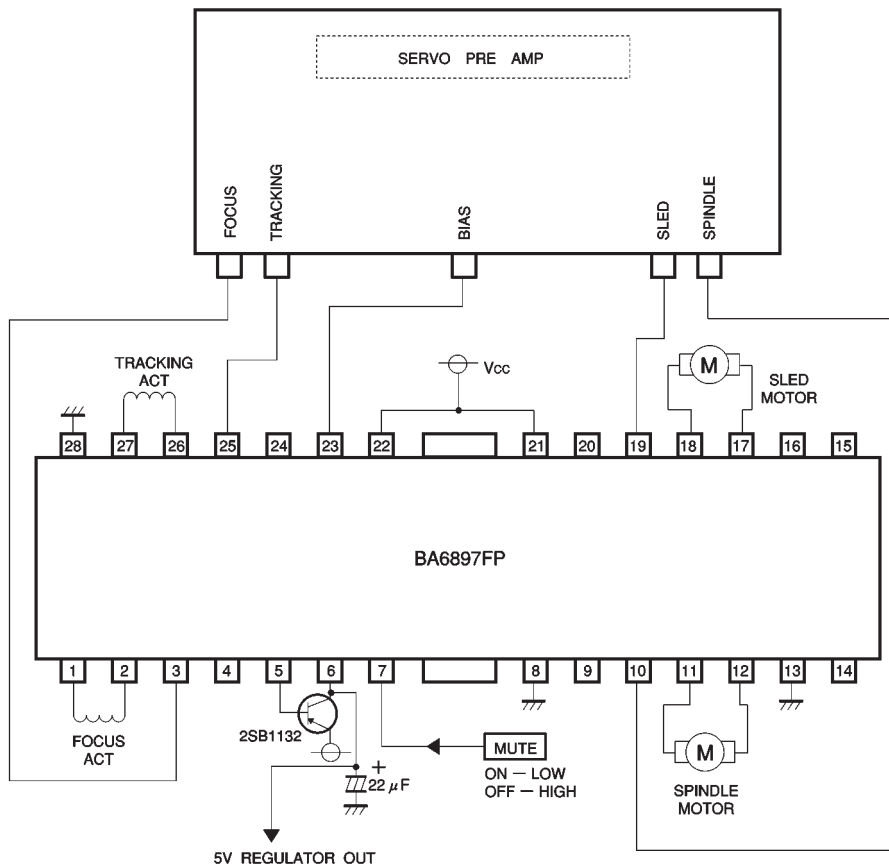 SERVO PRE AMP
FOCUS
TRACKING
BIAS
SLED
SPINDLE
TRACKING
ACT
Vcc
M
SLED
MOTOR
28 27 26 25 24 23 22 21 20 19 18 17 16 15
BA6897FP
1 2 3 4 5 6 7 8 9 10 11 12 13 14
FOCUS
ACT
2SB1132
+
22 μF
MUTE
ON — LOW
OFF — HIGH
M
SPINDLE
MOTOR
5V REGULATOR OUT